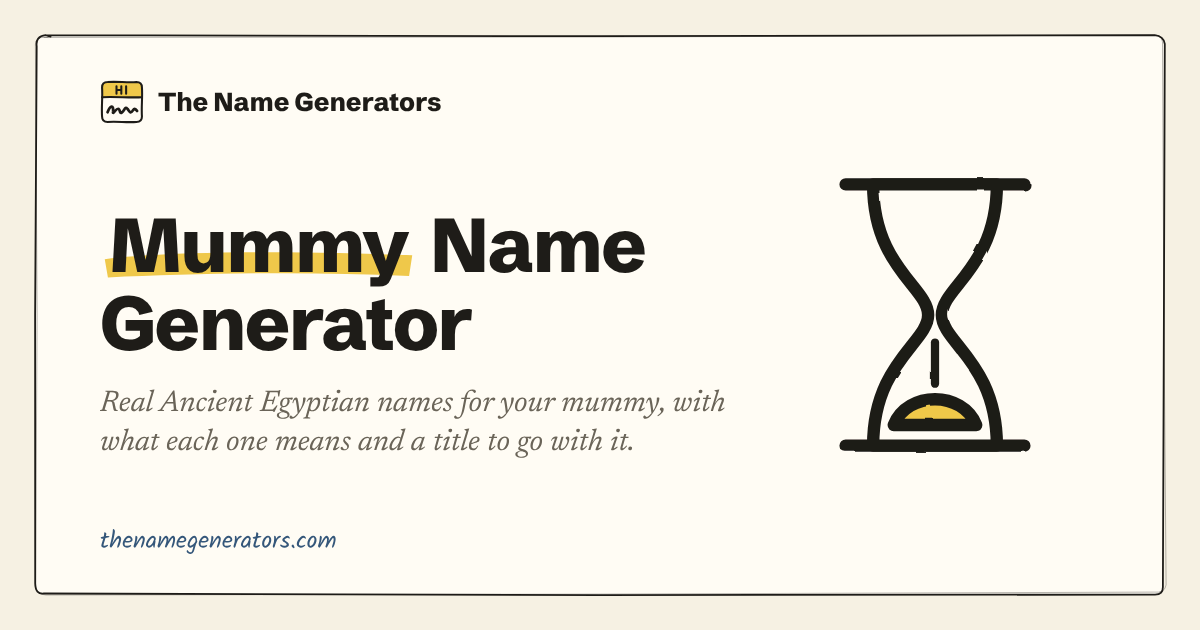 HI
The Name Generators
Mummy Name
Generator
Real Ancient Egyptian names for your mummy, with
what each one means and a title to go with it.
thenamegenerators.com